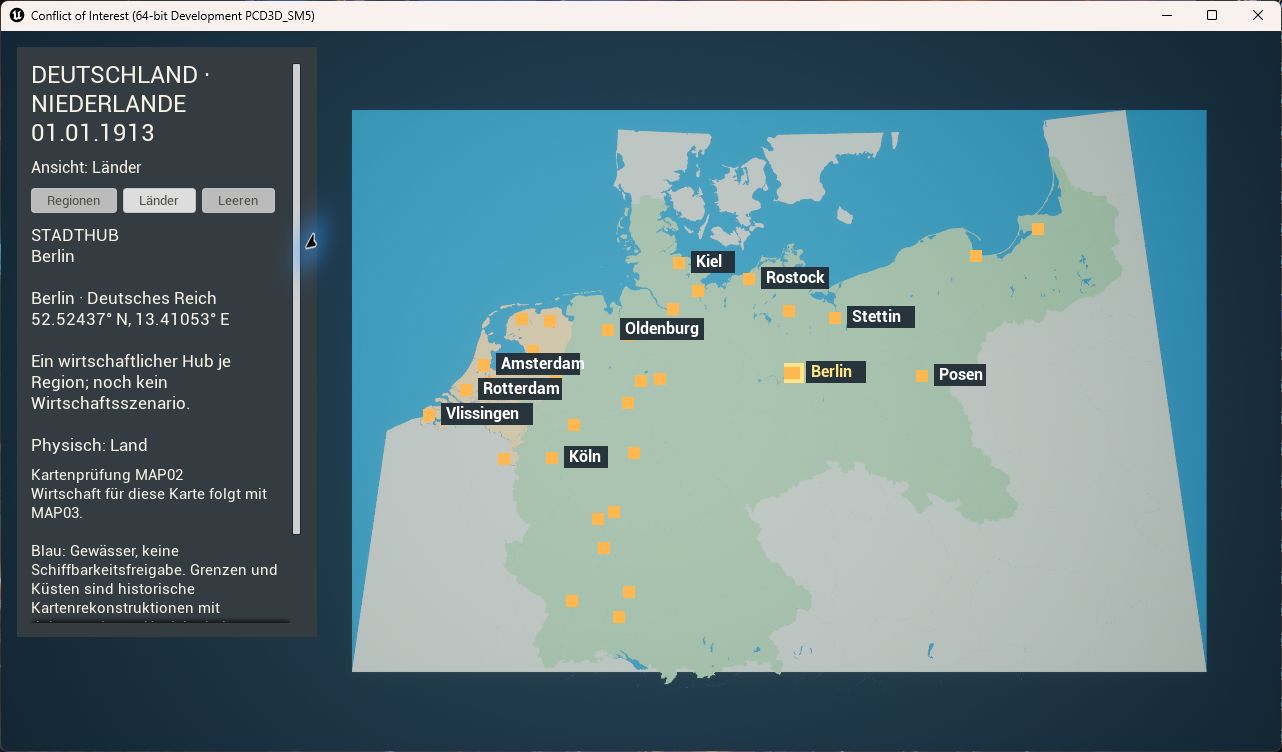 Conflict of Interest (64-bit Development PCD3D_SM5)
DEUTSCHLAND ·
NIEDERLANDE
01.01.1913
Ansicht: Länder
Regionen
Länder
Leeren
STADTHUB
Berlin
Berlin · Deutsches Reich
52.52437° N, 13.41053° E
Ein wirtschaftlicher Hub je
Region; noch kein
Wirtschaftsszenario.
Physisch: Land
Kartenprüfung MAP02
Wirtschaft für diese Karte folgt mit
MAP03.
Blau: Gewässer, keine
Schiffbarkeitsfreigabe. Grenzen und
Küsten sind historische
Kartenrekonstruktionen mit
Kiel
Rostock
Stettin
Oldenburg
Amsterdam
Berlin
Posen
Rotterdam
Vlissingen
Köln